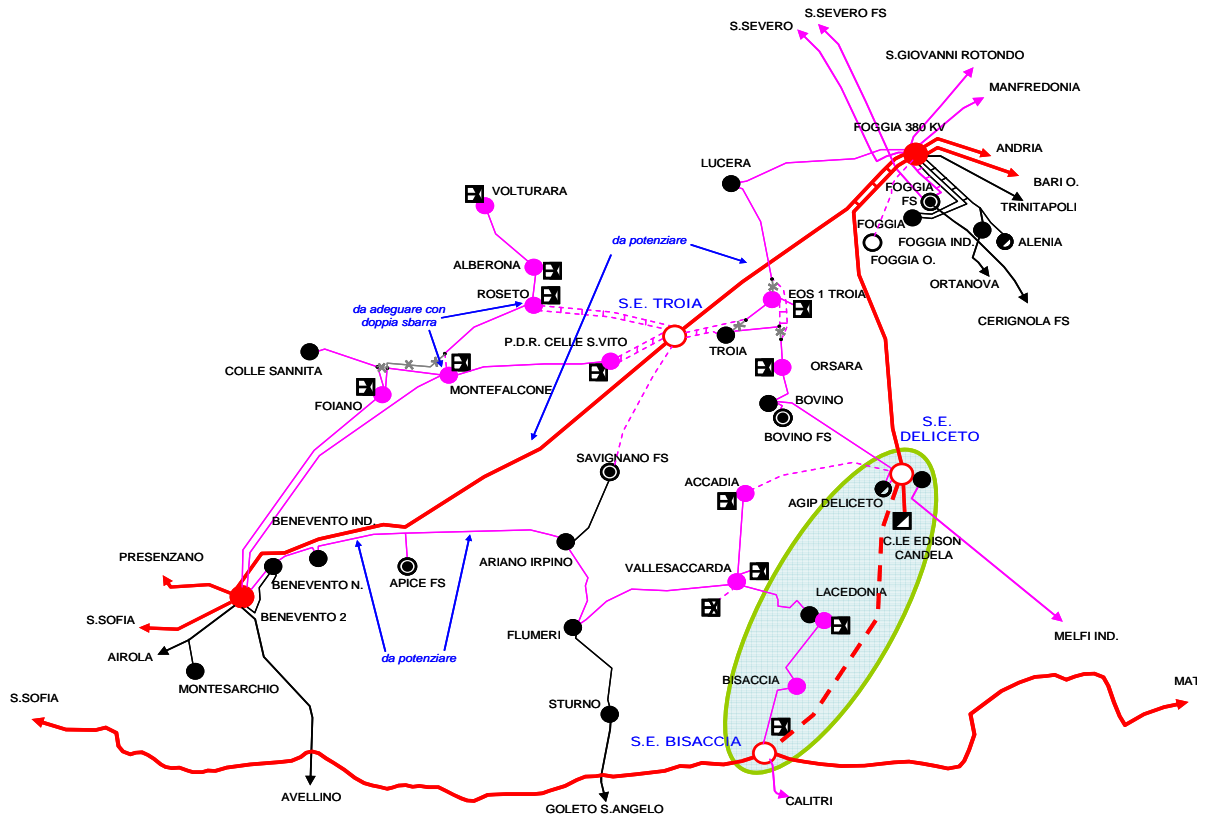 S.SEVERO FS
S.SEVERO
S.GIOVANNI ROTONDO
MANFREDONIA
FOGGIA 380 KV
ANDRIA
LUCERA
BARI O.
FOGGIA
FS
TRINITAPOLI
VOLTURARA
FOGGIA
FOGGIA IND.
ALENIA
FOGGIA O.
da potenziare
ALBERONA
ORTANOVA
ROSETO
S.E. TROIA
EOS 1 TROIA
CERIGNOLA FS
da adeguare con
doppia sbarra
P.D.R. CELLE S.VITO
TROIA
COLLE SANNITA
ORSARA
MONTEFALCONE
FOIANO
BOVINO
BOVINO FS
S.E.
DELICETO
SAVIGNANO FS
ACCADIA
AGIP DELICETO
BENEVENTO IND.
C.LE EDISON
CANDELA
PRESENZANO
ARIANO IRPINO
VALLESACCARDA
BENEVENTO N.
APICE FS
LACEDONIA
BENEVENTO 2
S.SOFIA
FLUMERI
MELFI IND.
AIROLA
da potenziare
MONTESARCHIO
BISACCIA
MAT
S.SOFIA
STURNO
S.E. BISACCIA
AVELLINO
CALITRI
GOLETO S.ANGELO